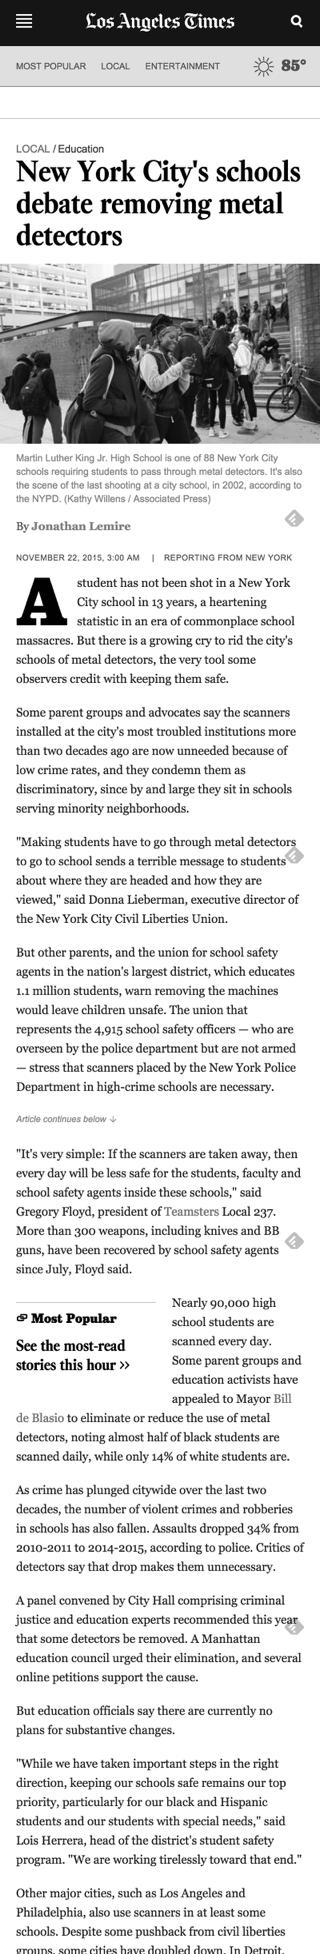 Los Angeles Times
MOST POPULAR LOCAL ENTERTAINMENT 85°
LOCAL / Education
New York City's schools
debate removing metal
detectors
Martin Luther King Jr. High School is one of 88 New York City
schools requiring students to pass through metal detectors. It's also
the scene of the last shooting at a city school, in 2002, according to
the NYPD. (Kathy Willens / Associated Press)
By Jonathan Lemire
NOVEMBER 22, 2015, 3:00 AM | REPORTING FROM NEW YORK
A student has not been shot in a New York
City school in 13 years, a heartening
statistic in an era of commonplace school
massacres. But there is a growing cry to rid the city's
schools of metal detectors, the very tool some
observers credit with keeping them safe.
Some parent groups and advocates say the scanners
installed at the city's most troubled institutions more
than two decades ago are now unneeded because of
low crime rates, and they condemn them as
discriminatory, since by and large they sit in schools
serving minority neighborhoods.
"Making students have to go through metal detectors
to go to school sends a terrible message to students
about where they are headed and how they are
viewed," said Donna Lieberman, executive director of
the New York City Civil Liberties Union.
But other parents, and the union for school safety
agents in the nation's largest district, which educates
1.1 million students, warn removing the machines
would leave children unsafe. The union that
represents the 4,915 school safety officers — who are
overseen by the police department but are not armed
— stress that scanners placed by the New York Police
Department in high-crime schools are necessary.
Article continues below ↓
"It's very simple: If the scanners are taken away, then
every day will be less safe for the students, faculty and
school safety agents inside these schools," said
Gregory Floyd, president of Teamsters Local 237.
More than 300 weapons, including knives and BB
guns, have been recovered by school safety agents
since July, Floyd said.
Most Popular
See the most-read
stories this hour >>
Nearly 90,000 high
school students are
scanned every day.
Some parent groups and
education activists have
appealed to Mayor Bill
de Blasio to eliminate or reduce the use of metal
detectors, noting almost half of black students are
scanned daily, while only 14% of white students are.
As crime has plunged citywide over the last two
decades, the number of violent crimes and robberies
in schools has also fallen. Assaults dropped 34% from
2010-2011 to 2014-2015, according to police. Critics of
detectors say that drop makes them unnecessary.
A panel convened by City Hall comprising criminal
justice and education experts recommended this year
that some detectors be removed. A Manhattan
education council urged their elimination, and several
online petitions support the cause.
But education officials say there are currently no
plans for substantive changes.
"While we have taken important steps in the right
direction, keeping our schools safe remains our top
priority, particularly for our black and Hispanic
students and our students with special needs," said
Lois Herrera, head of the district's student safety
program. "We are working tirelessly toward that end."
Other major cities, such as Los Angeles and
Philadelphia, also use scanners in at least some
schools. Despite some pushback from civil liberties
groups, some cities have doubled down. In Detroit,